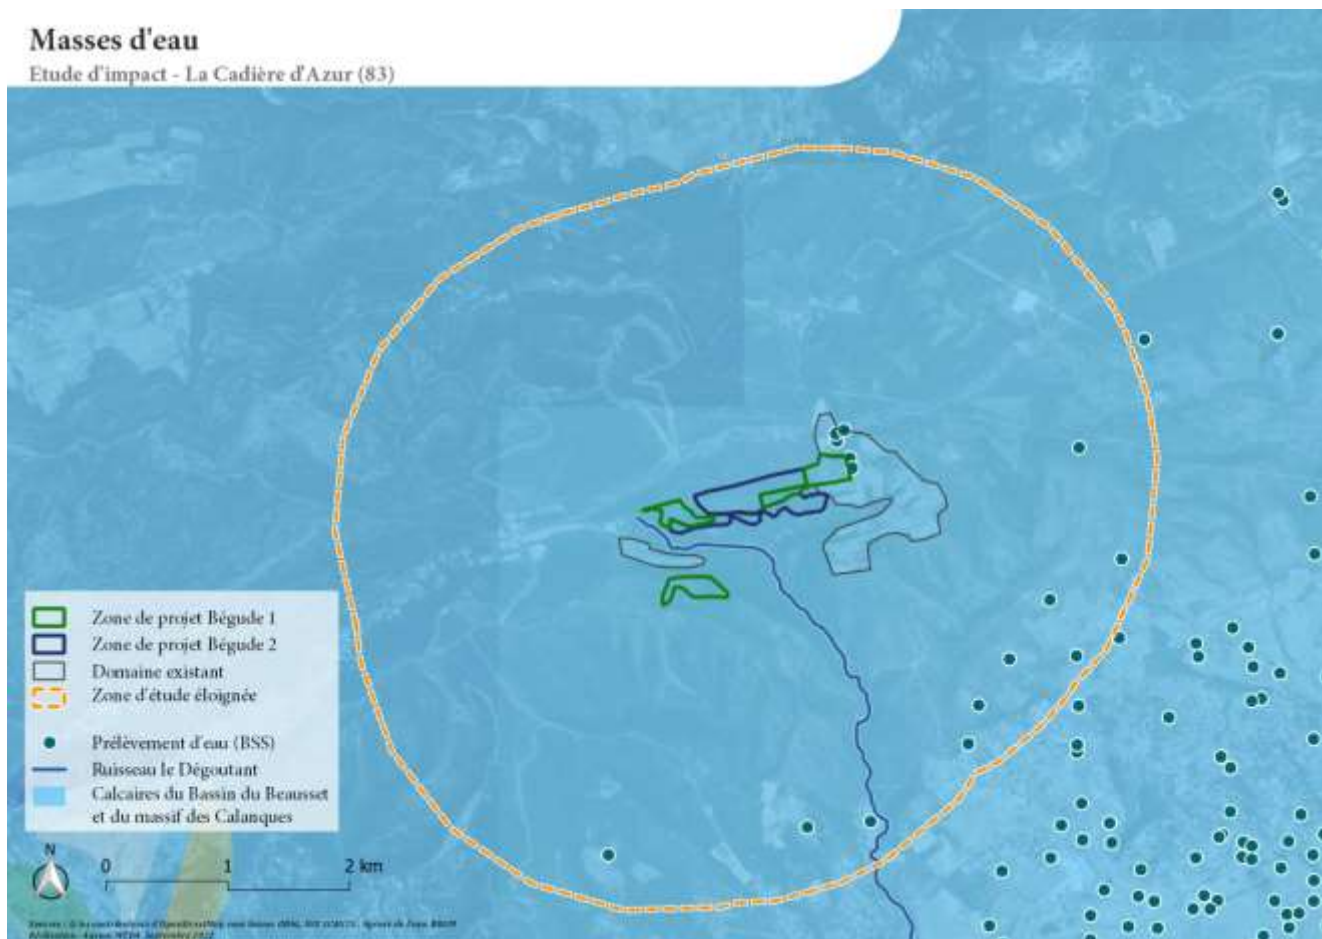 Masses d'eau
Etude d'impact - La Cadière d'Azur (83)
Zone de projet Bégude 1
Zone de projet Bégude 2
Domaine existant
Zone d'étude éloignée
Prélèvement d'eau (BSS)
Ruisseau le Dégoutant
Calcaires du Bassin du Beausset
et du massif des Calanques
N
0 1 2 km